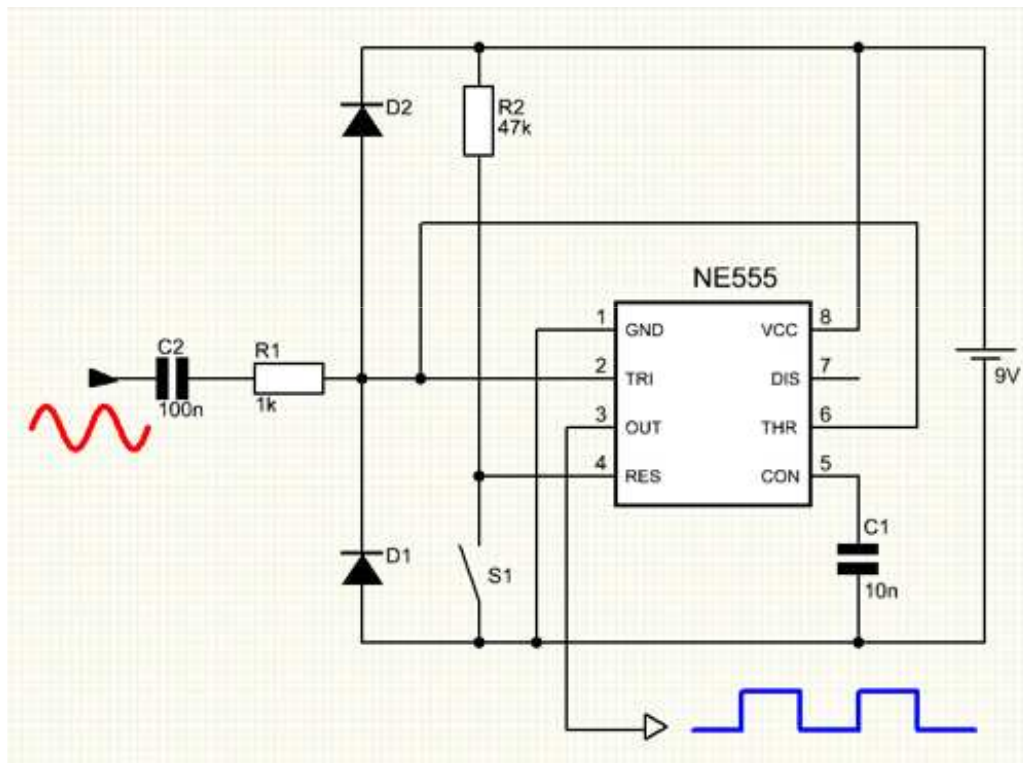 D2
R2
47k
NE555
C2
100n
R1
1k
1 GND
VCC 8
2 TRI
DIS 7
3 OUT
THR 6
4 RES
CON 5
9V
D1
S1
C1
10n